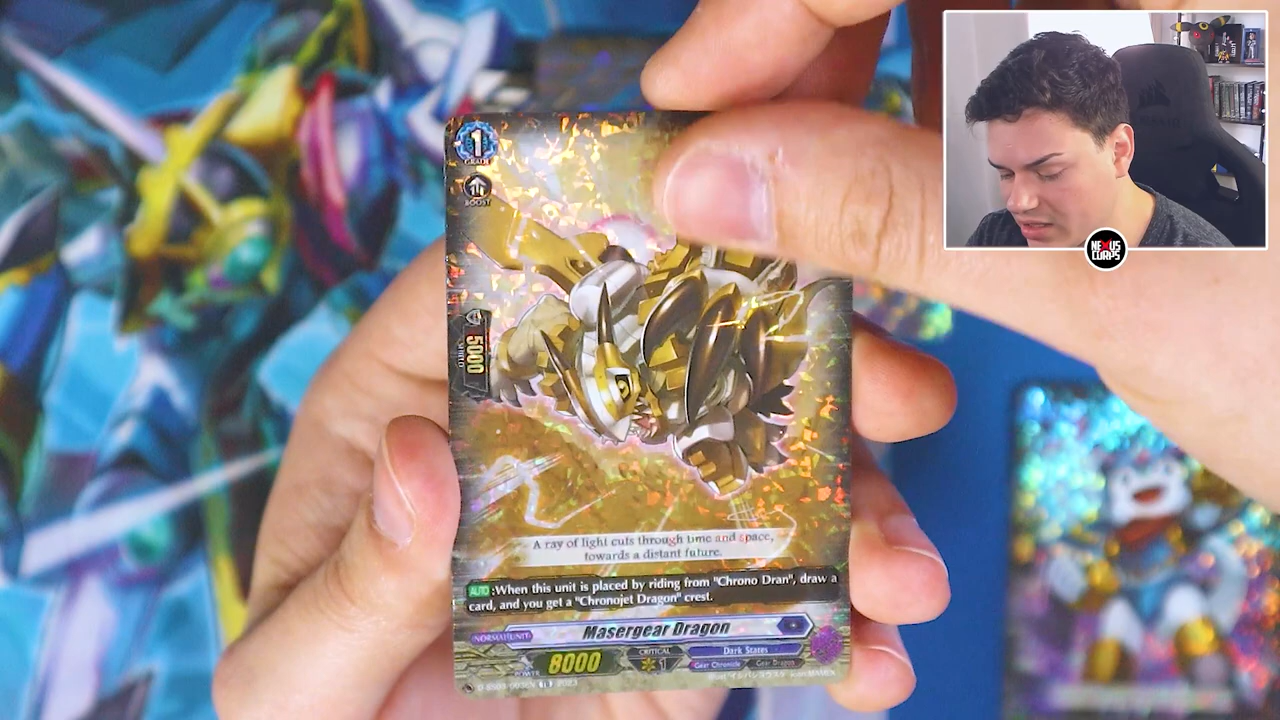 1
GRADE
BOOST
5000
SHIELD
A ray of light cuts through time and space,
towards a distant future.
AUTO :When this unit is placed by riding from "Chrono Dran", draw a
card, and you get a "Chronojet Dragon" crest.
NORMAL UNIT
Masergear Dragon
POWER 8000
CRITICAL
1
Dark States
Gear Chronicle
Gear Dragon
NEXUS
CORPS